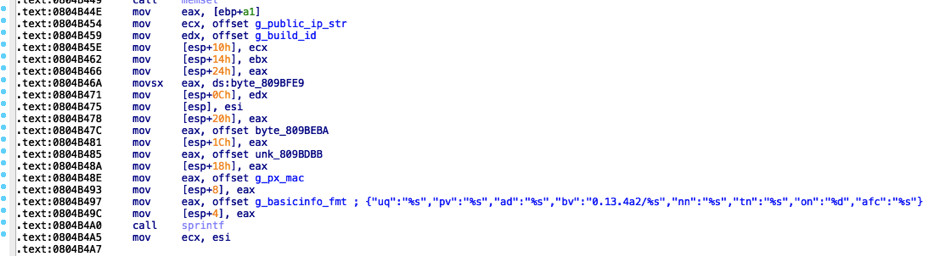 .text:0804B449 call memset
.text:0804B44E mov eax, [ebp+a1]
.text:0804B454 mov ecx, offset g_public_ip_str
.text:0804B459 mov edx, offset g_build_id
.text:0804B45E mov [esp+10h], ecx
.text:0804B462 mov [esp+14h], ebx
.text:0804B466 mov [esp+24h], eax
.text:0804B46A movsx eax, ds:byte_809BFE9
.text:0804B471 mov [esp+0Ch], edx
.text:0804B475 mov [esp], esi
.text:0804B478 mov [esp+20h], eax
.text:0804B47C mov eax, offset byte_809BEBA
.text:0804B481 mov [esp+1Ch], eax
.text:0804B485 mov eax, offset unk_809BDBB
.text:0804B48A mov [esp+18h], eax
.text:0804B48E mov eax, offset g_px_mac
.text:0804B493 mov [esp+8], eax
.text:0804B497 mov eax, offset g_basicinfo_fmt ; {"uq":"%s","pv":"%s","ad":"%s","bv":"0.13.4a2/%s","nn":"%s","tn":"%s","on":"%d","afc":"%s"}
.text:0804B49C mov [esp+4], eax
.text:0804B4A0 call sprintf
.text:0804B4A5 mov ecx, esi
.text:0804B4A7